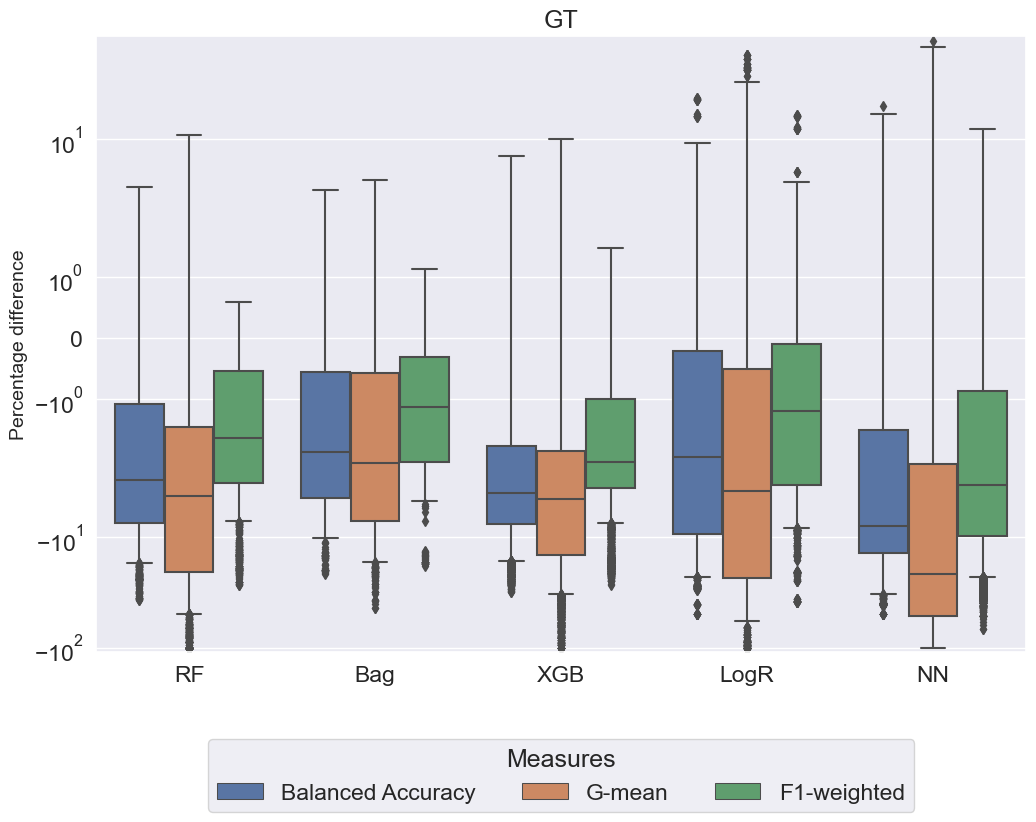 GT
Percentage difference
10^1
10^0
0
−10^0
−10^1
−10^2
RF Bag XGB LogR NN
Measures
Balanced Accuracy G-mean F1-weighted